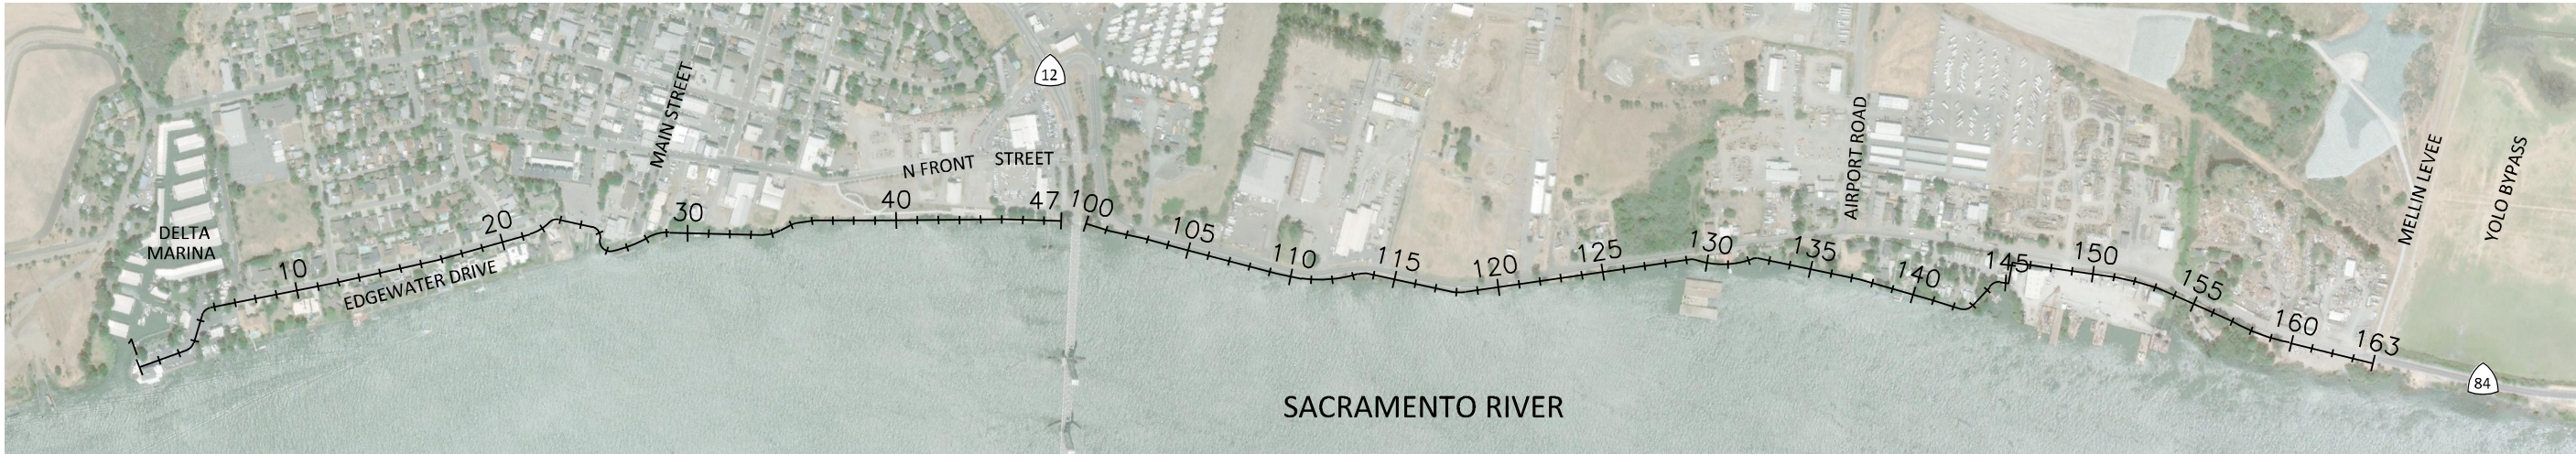 12
MAIN STREET
N FRONT STREET
AIRPORT ROAD
MELLIN LEVEE
YOLO BYPASS
DELTA
MARINA
EDGEWATER DRIVE
1
10
20
30
40
47
100
105
110
115
120
125
130
135
140
145
150
155
160
163
84
SACRAMENTO RIVER